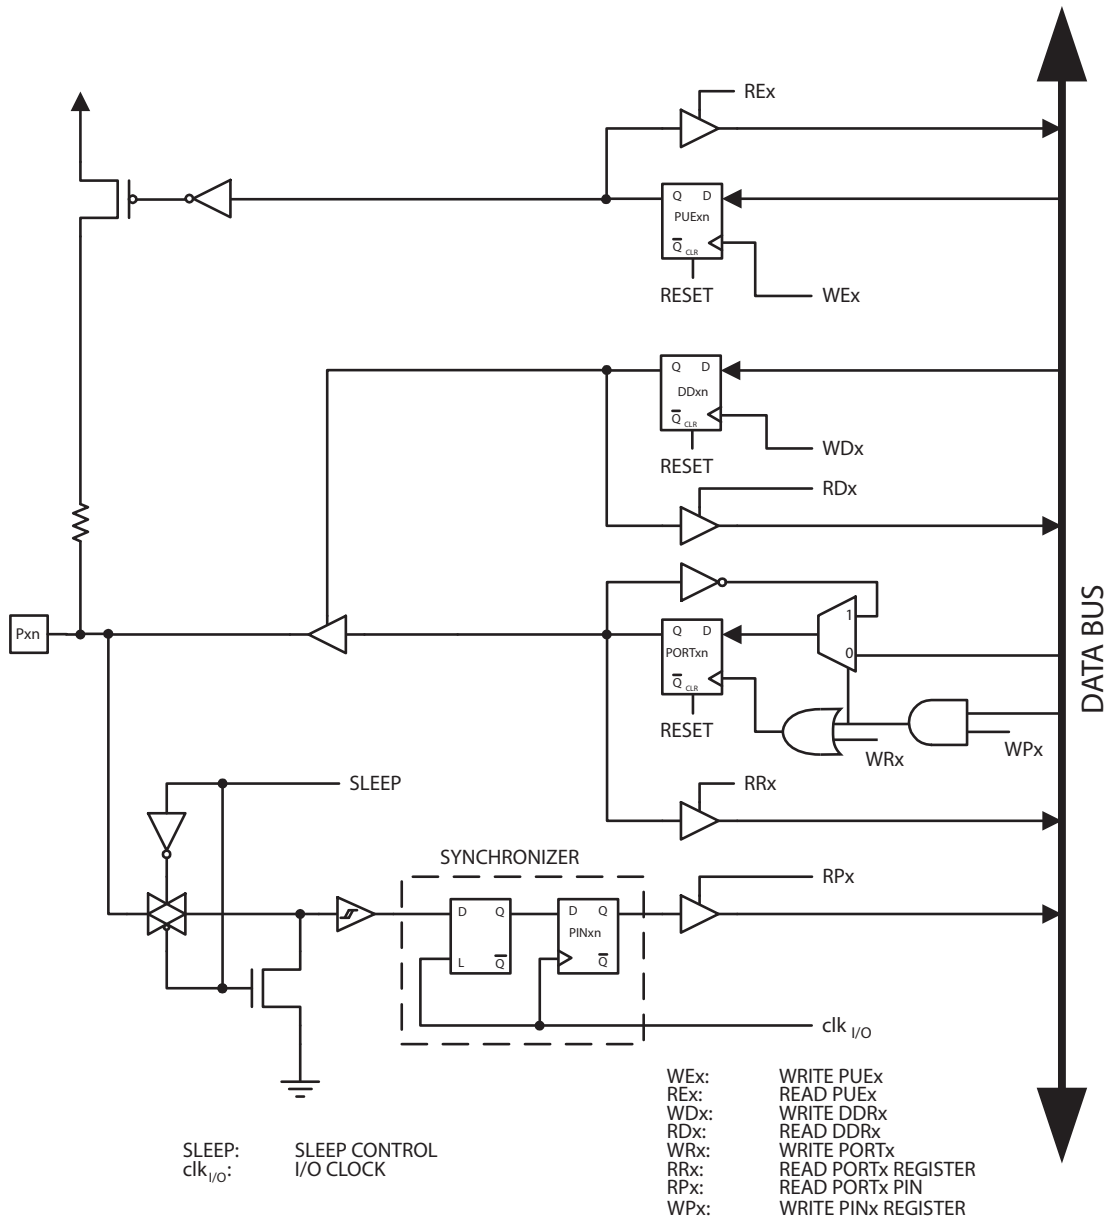 REx
Q D
PUExn
Q CLR
RESET
WEx
Q D
DDxn
Q CLR
RESET
WDx
RDx
Pxn
1
0
Q D
PORTxn
Q CLR
RESET
WRx
WPx
DATA BUS
SLEEP
RRx
SYNCHRONIZER
RPx
D Q
L Q
D Q
PINxn
Q
clk I/O
WEx: WRITE PUEx
REx: READ PUEx
WDx: WRITE DDRx
RDx: READ DDRx
WRx: WRITE PORTx
RRx: READ PORTx REGISTER
RPx: READ PORTx PIN
WPx: WRITE PINx REGISTER
SLEEP: SLEEP CONTROL
clk I/O: I/O CLOCK